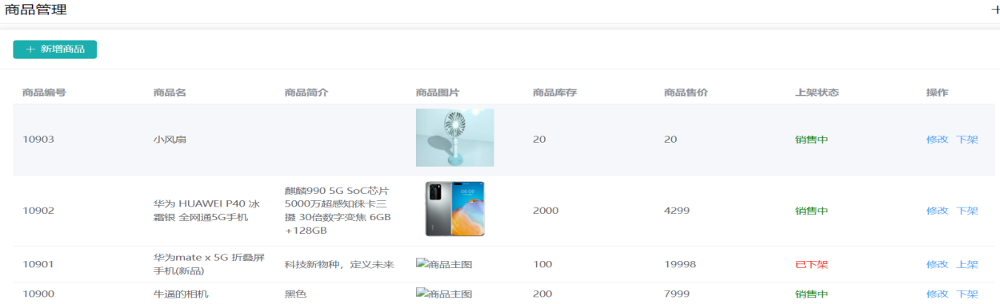 商品管理
+
+ 新增商品
商品编号 商品名 商品简介 商品图片 商品库存 商品售价 上架状态 操作
10903 小风扇 20 20 销售中 修改 下架
10902 华为 HUAWEI P40 冰霜银 全网通5G手机 麒麟990 5G SoC芯片 5000万超感知徕卡三摄 30倍数字变焦 6GB+128GB 2000 4299 销售中 修改 下架
10901 华为mate x 5G 折叠屏手机(新品) 科技新物种，定义未来 商品主图 100 19998 已下架 修改 上架
10900 牛逼的相机 黑色 商品主图 200 7999 销售中 修改 下架